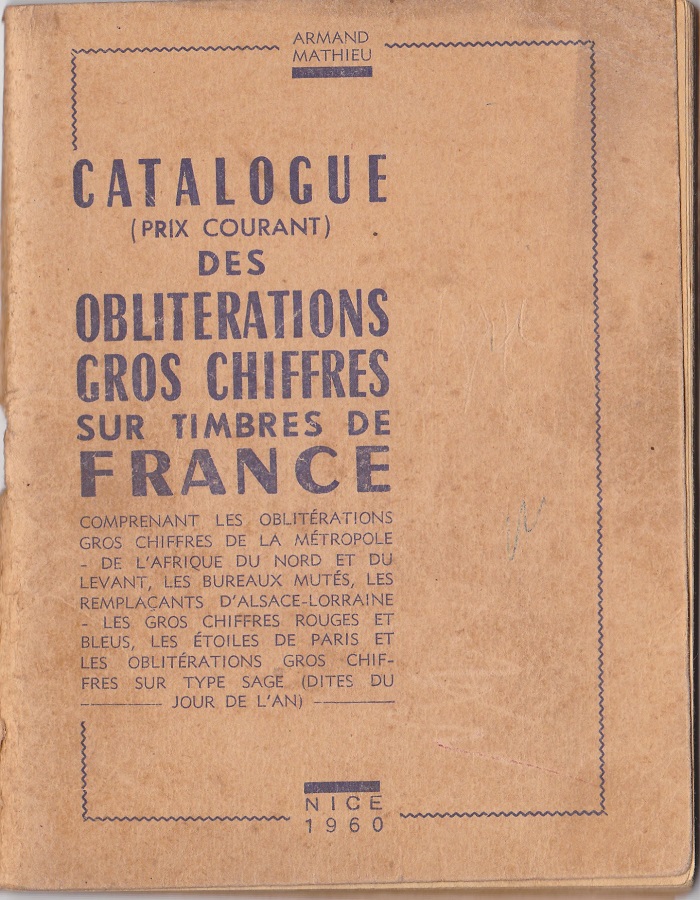 ARMAND
MATHIEU
CATALOGUE
(PRIX COURANT)
DES
OBLITERATIONS
GROS CHIFFRES
SUR TIMBRES DE
FRANCE
COMPRENANT LES OBLITÉRATIONS
GROS CHIFFRES DE LA MÉTROPOLE
- DE L'AFRIQUE DU NORD ET DU
LEVANT, LES BUREAUX MUTÉS, LES
REMPLAÇANTS D'ALSACE-LORRAINE
- LES GROS CHIFFRES ROUGES ET
BLEUS, LES ÉTOILES DE PARIS ET
LES OBLITÉRATIONS GROS CHIF-
FRES SUR TYPE SAGE (DITES DU
JOUR DE L'AN)
NICE
1960